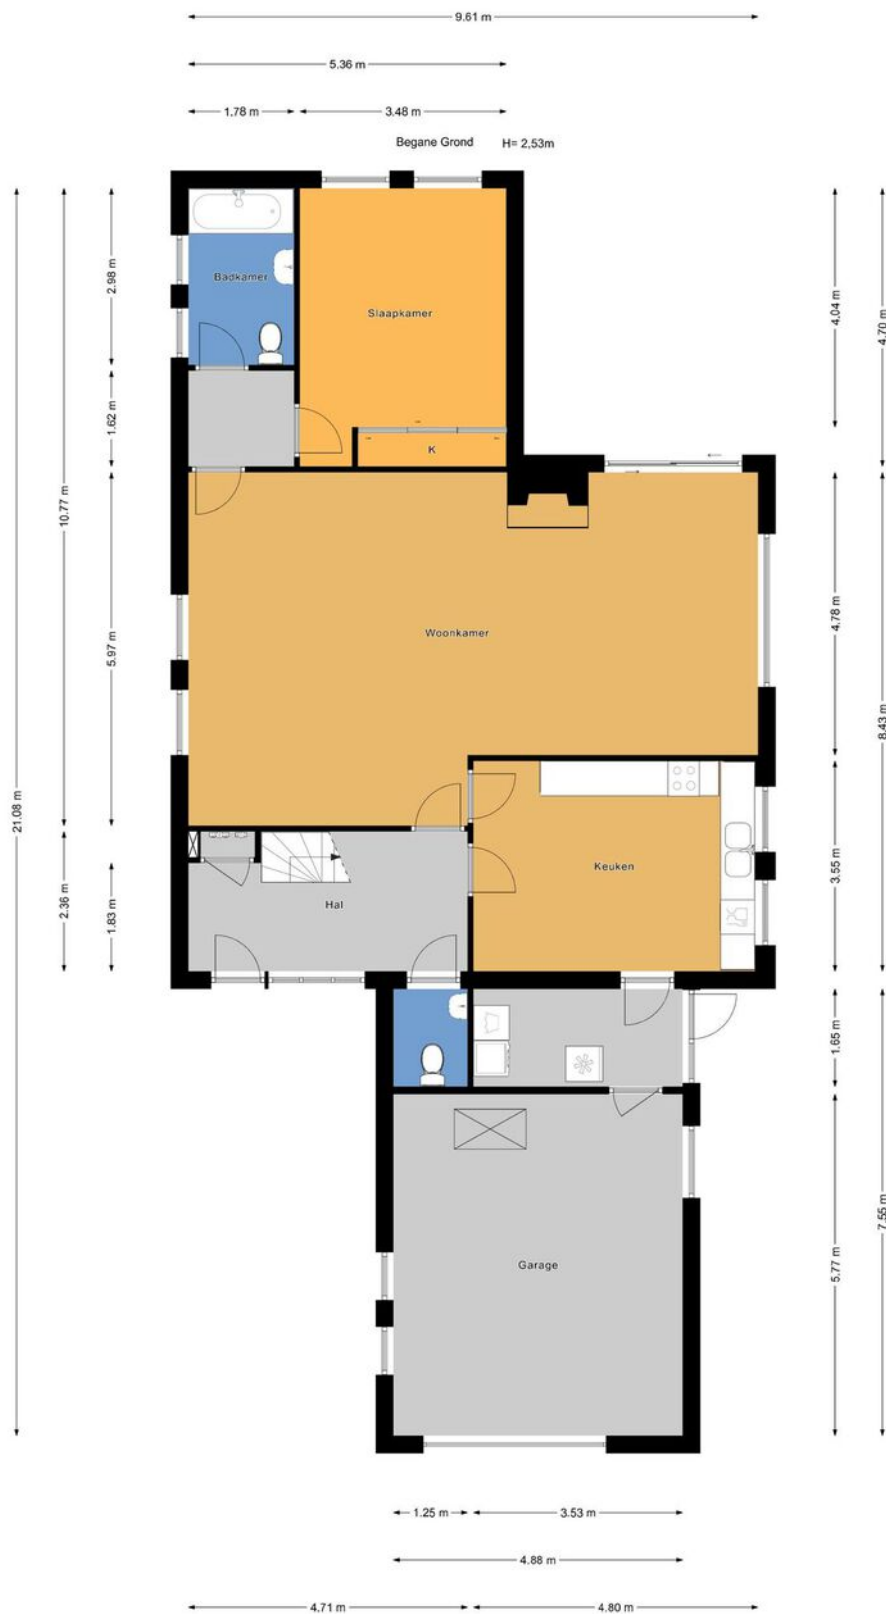 9.61 m
5.36 m
1.78 m
3.48 m
Begane Grond H= 2,53m
2.98 m
1.62 m
5.97 m
10.77 m
21.08 m
2.36 m
1.83 m
4.04 m
4.70 m
4.78 m
8.43 m
3.55 m
1.65 m
5.77 m
7.55 m
Badkamer
Slaapkamer
K
Woonkamer
Keuken
Hal
Garage
1.25 m
3.53 m
4.88 m
4.71 m
4.80 m